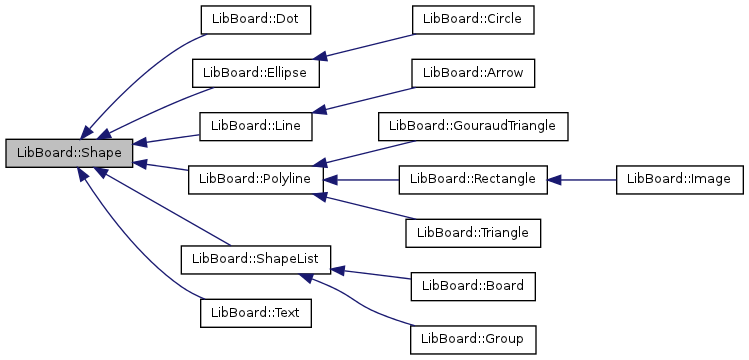 LibBoard::Dot
LibBoard::Circle
LibBoard::Ellipse
LibBoard::Arrow
LibBoard::Line
LibBoard::GouraudTriangle
LibBoard::Shape
LibBoard::Polyline
LibBoard::Rectangle
LibBoard::Image
LibBoard::Triangle
LibBoard::ShapeList
LibBoard::Board
LibBoard::Text
LibBoard::Group